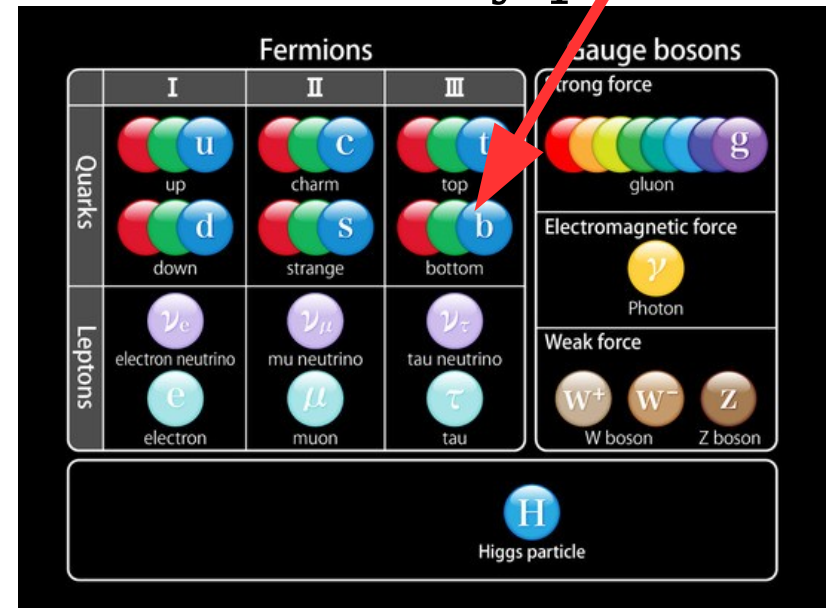 Fermions
Gauge bosons
I II III
Quarks
u c t
up charm top
d s b
down strange bottom
Leptons
νe νμ ντ
electron neutrino mu neutrino tau neutrino
e μ τ
electron muon tau
Strong force
g
gluon
Electromagnetic force
γ
Photon
Weak force
W+ W− Z
W boson Z boson
H
Higgs particle